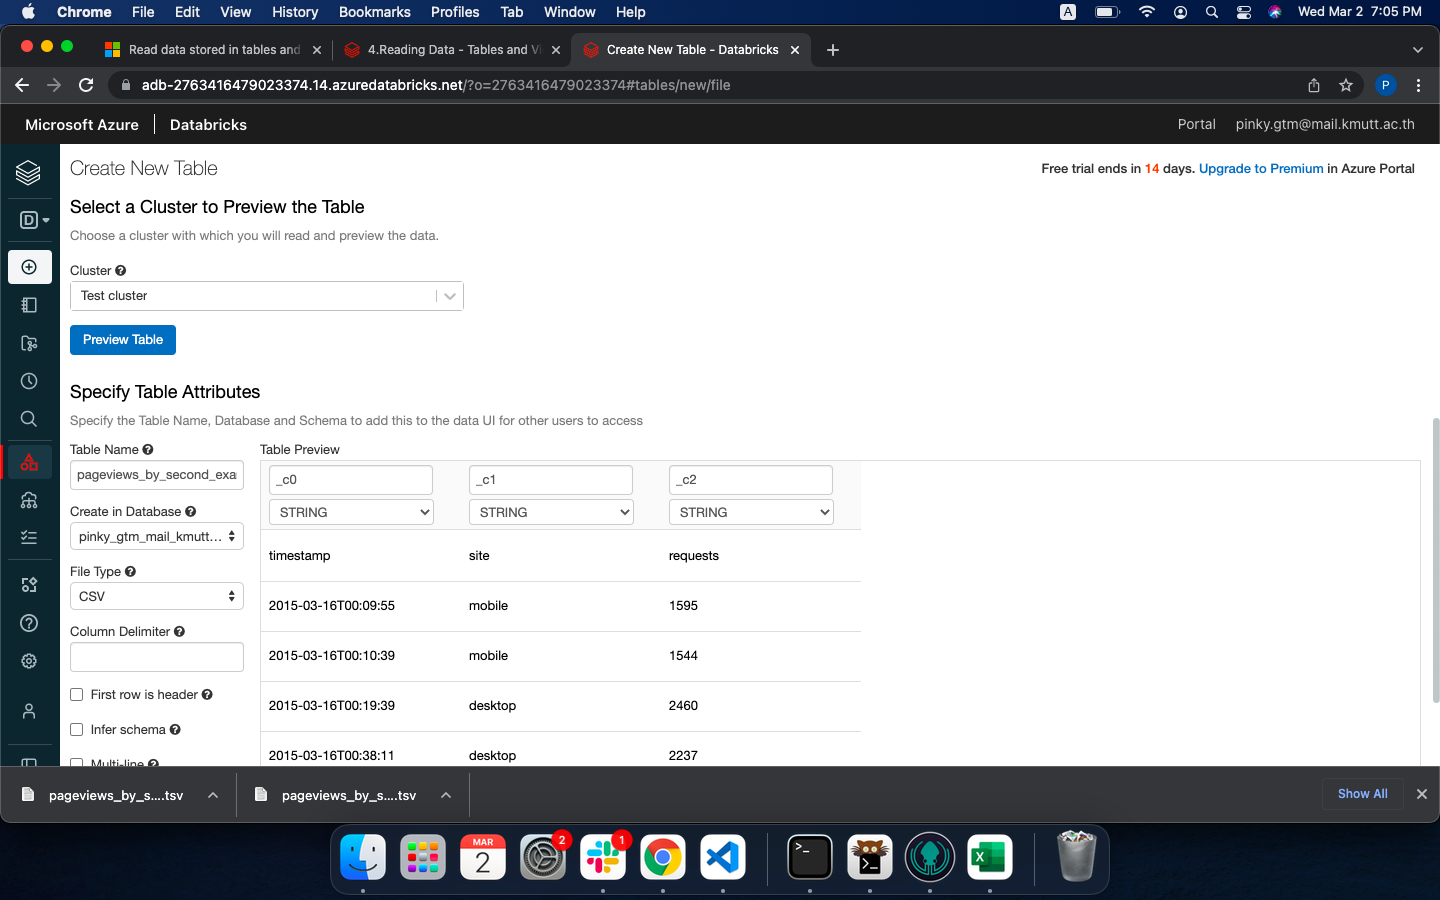 Chrome File Edit View History Bookmarks Profiles Tab Window Help A Wed Mar 2 7:05 PM
Read data stored in tables and 4.Reading Data - Tables and Vi Create New Table - Databricks
adb-2763416479023374.14.azuredatabricks.net/?o=2763416479023374#tables/new/file P
Microsoft Azure Databricks Portal pinky.gtm@mail.kmutt.ac.th
Create New Table
Free trial ends in 14 days. Upgrade to Premium in Azure Portal
Select a Cluster to Preview the Table
D
Choose a cluster with which you will read and preview the data.
Cluster
Test cluster
Preview Table
Specify Table Attributes
Specify the Table Name, Database and Schema to add this to the data UI for other users to access
Table Name
pageviews_by_second_exa
Create in Database
pinky_gtm_mail_kmutt...
File Type
CSV
Column Delimiter
First row is header
Infer schema
Multi-line
Table Preview
_c0 _c1 _c2
STRING STRING STRING
timestamp site requests
2015-03-16T00:09:55 mobile 1595
2015-03-16T00:10:39 mobile 1544
2015-03-16T00:19:39 desktop 2460
2015-03-16T00:38:11 desktop 2237
pageviews_by_s....tsv pageviews_by_s....tsv Show All
MAR
2
2
1